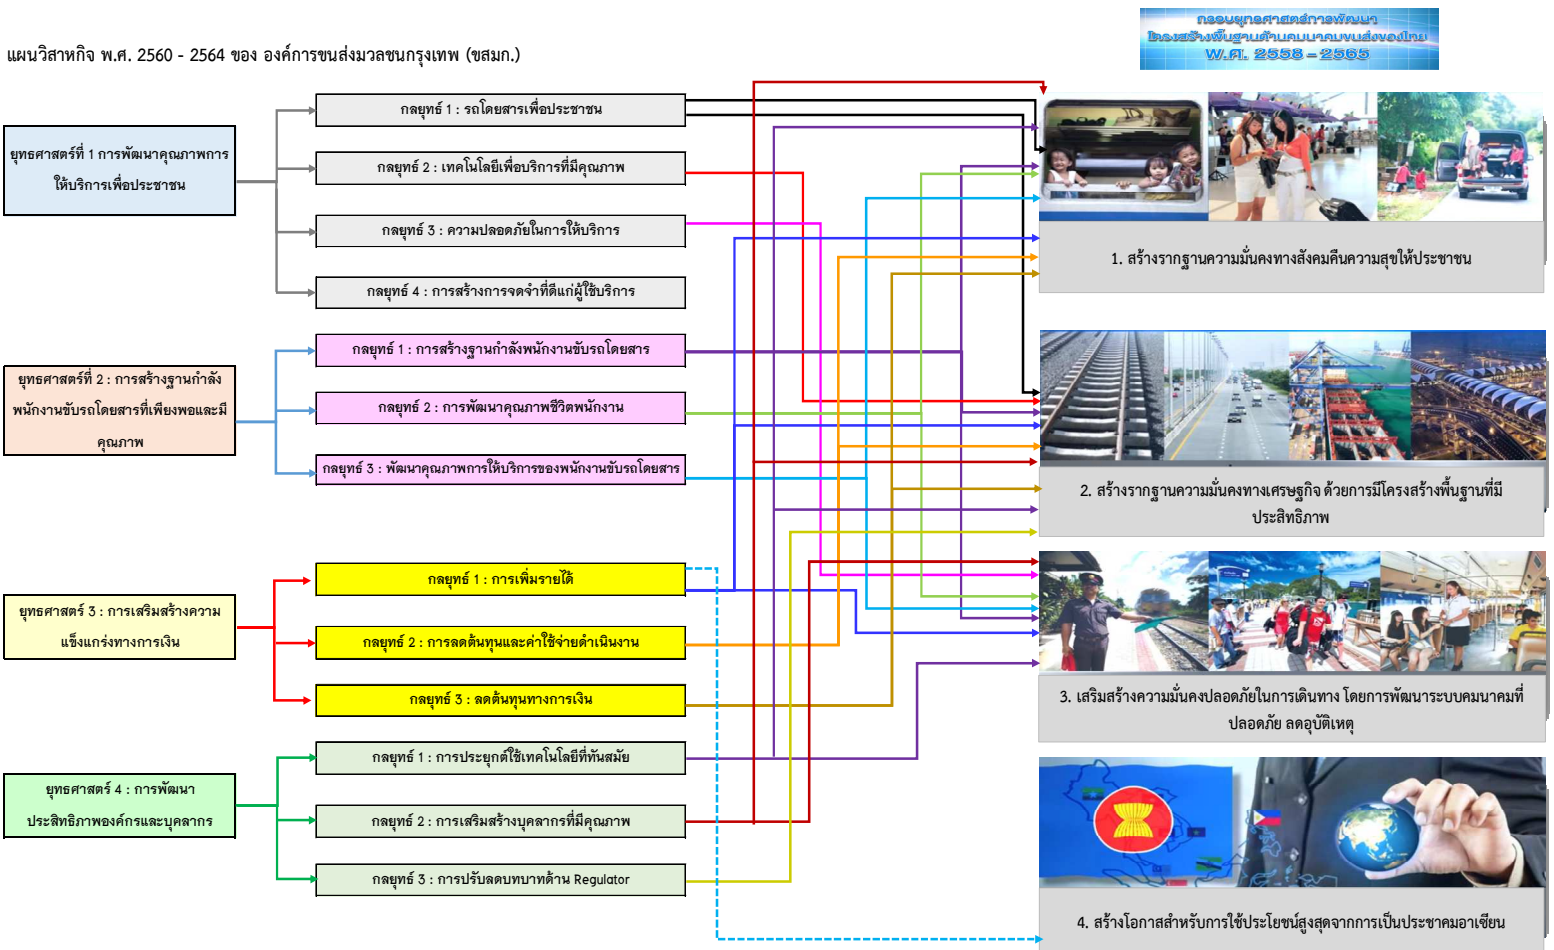 กรอบยุทธศาสตร์การพัฒนา
โครงสร้างพื้นฐานด้านคมนาคมขนส่งของไทย
พ.ศ. 2558 – 2565
แผนวิสาหกิจ พ.ศ. 2560 - 2564 ของ องค์การขนส่งมวลชนกรุงเทพ (ขสมก.)
ยุทธศาสตร์ที่ 1 การพัฒนาคุณภาพการ
ให้บริการเพื่อประชาชน
กลยุทธ์ 1 : รถโดยสารเพื่อประชาชน
กลยุทธ์ 2 : เทคโนโลยีเพื่อบริการที่มีคุณภาพ
กลยุทธ์ 3 : ความปลอดภัยในการให้บริการ
กลยุทธ์ 4 : การสร้างการจดจำที่ดีแก่ผู้ใช้บริการ
ยุทธศาสตร์ที่ 2 : การสร้างฐานกำลัง
พนักงานขับรถโดยสารที่เพียงพอและมี
คุณภาพ
กลยุทธ์ 1 : การสร้างฐานกำลังพนักงานขับรถโดยสาร
กลยุทธ์ 2 : การพัฒนาคุณภาพชีวิตพนักงาน
กลยุทธ์ 3 : พัฒนาคุณภาพการให้บริการของพนักงานขับรถโดยสาร
ยุทธศาสตร์ 3 : การเสริมสร้างความ
แข็งแกร่งทางการเงิน
กลยุทธ์ 1 : การเพิ่มรายได้
กลยุทธ์ 2 : การลดต้นทุนและค่าใช้จ่ายดำเนินงาน
กลยุทธ์ 3 : ลดต้นทุนทางการเงิน
ยุทธศาสตร์ 4 : การพัฒนา
ประสิทธิภาพองค์กรและบุคลากร
กลยุทธ์ 1 : การประยุกต์ใช้เทคโนโลยีที่ทันสมัย
กลยุทธ์ 2 : การเสริมสร้างบุคลากรที่มีคุณภาพ
กลยุทธ์ 3 : การปรับลดบทบาทด้าน Regulator
1. สร้างรากฐานความมั่นคงทางสังคมคืนความสุขให้ประชาชน
2. สร้างรากฐานความมั่นคงทางเศรษฐกิจ ด้วยการมีโครงสร้างพื้นฐานที่มี
ประสิทธิภาพ
3. เสริมสร้างความมั่นคงปลอดภัยในการเดินทาง โดยการพัฒนาระบบคมนาคมที่
ปลอดภัย ลดอุบัติเหตุ
4. สร้างโอกาสสำหรับการใช้ประโยชน์สูงสุดจากการเป็นประชาคมอาเซียน